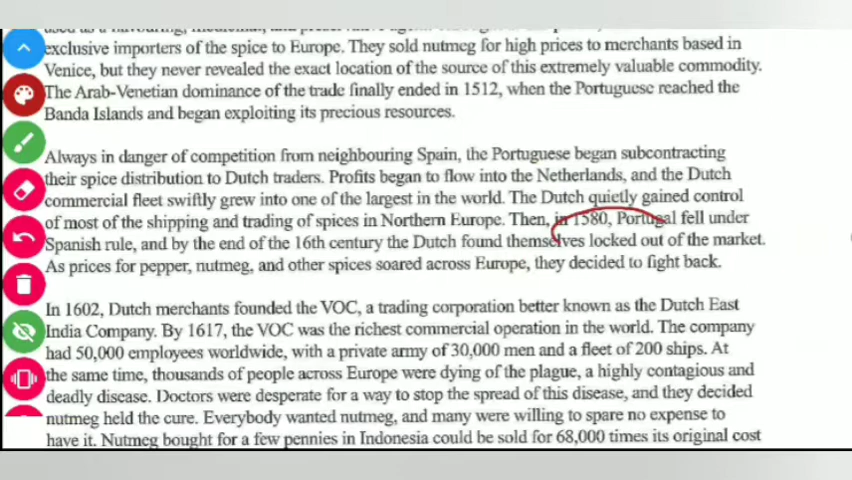 exclusive importers of the spice to Europe. They sold nutmeg for high prices to merchants based in
Venice, but they never revealed the exact location of the source of this extremely valuable commodity.
The Arab-Venetian dominance of the trade finally ended in 1512, when the Portuguese reached the
Banda Islands and began exploiting its precious resources.
Always in danger of competition from neighbouring Spain, the Portuguese began subcontracting
their spice distribution to Dutch traders. Profits began to flow into the Netherlands, and the Dutch
commercial fleet swiftly grew into one of the largest in the world. The Dutch quietly gained control
of most of the shipping and trading of spices in Northern Europe. Then, in 1580, Portugal fell under
Spanish rule, and by the end of the 16th century the Dutch found themselves locked out of the market.
As prices for pepper, nutmeg, and other spices soared across Europe, they decided to fight back.
In 1602, Dutch merchants founded the VOC, a trading corporation better known as the Dutch East
India Company. By 1617, the VOC was the richest commercial operation in the world. The company
had 50,000 employees worldwide, with a private army of 30,000 men and a fleet of 200 ships. At
the same time, thousands of people across Europe were dying of the plague, a highly contagious and
deadly disease. Doctors were desperate for a way to stop the spread of this disease, and they decided
nutmeg held the cure. Everybody wanted nutmeg, and many were willing to spare no expense to
have it. Nutmeg bought for a few pennies in Indonesia could be sold for 68,000 times its original cost